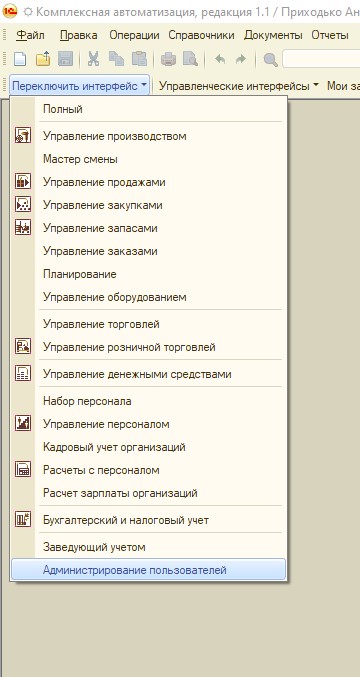 1С Комплексная автоматизация, редакция 1.1 / Приходько Ан
Файл Правка Операции Справочники Документы Отчеты
Переключить интерфейс Управленческие интерфейсы Мои за
Полный
Управление производством
Мастер смены
Управление продажами
Управление закупками
Управление запасами
Управление заказами
Планирование
Управление оборудованием
Управление торговлей
Управление розничной торговлей
Управление денежными средствами
Набор персонала
Управление персоналом
Кадровый учет организаций
Расчеты с персоналом
Расчет зарплаты организаций
Бухгалтерский и налоговый учет
Заведующий учетом
Администрирование пользователей